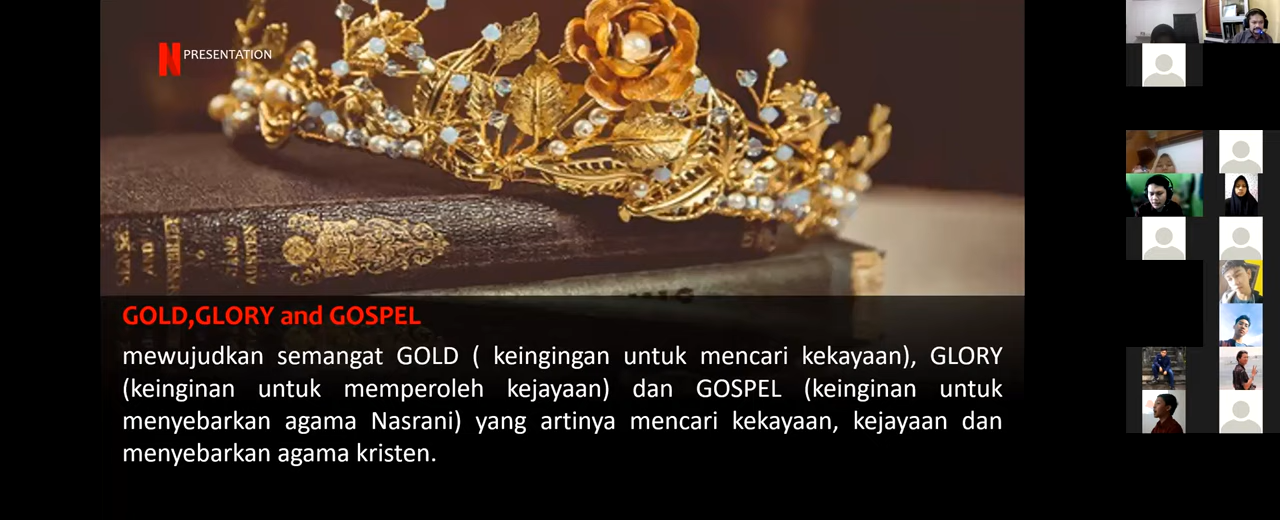 N PRESENTATION
GOLD,GLORY and GOSPEL
mewujudkan semangat GOLD ( keingingan untuk mencari kekayaan), GLORY
(keinginan untuk memperoleh kejayaan) dan GOSPEL (keinginan untuk
menyebarkan agama Nasrani) yang artinya mencari kekayaan, kejayaan dan
menyebarkan agama kristen.